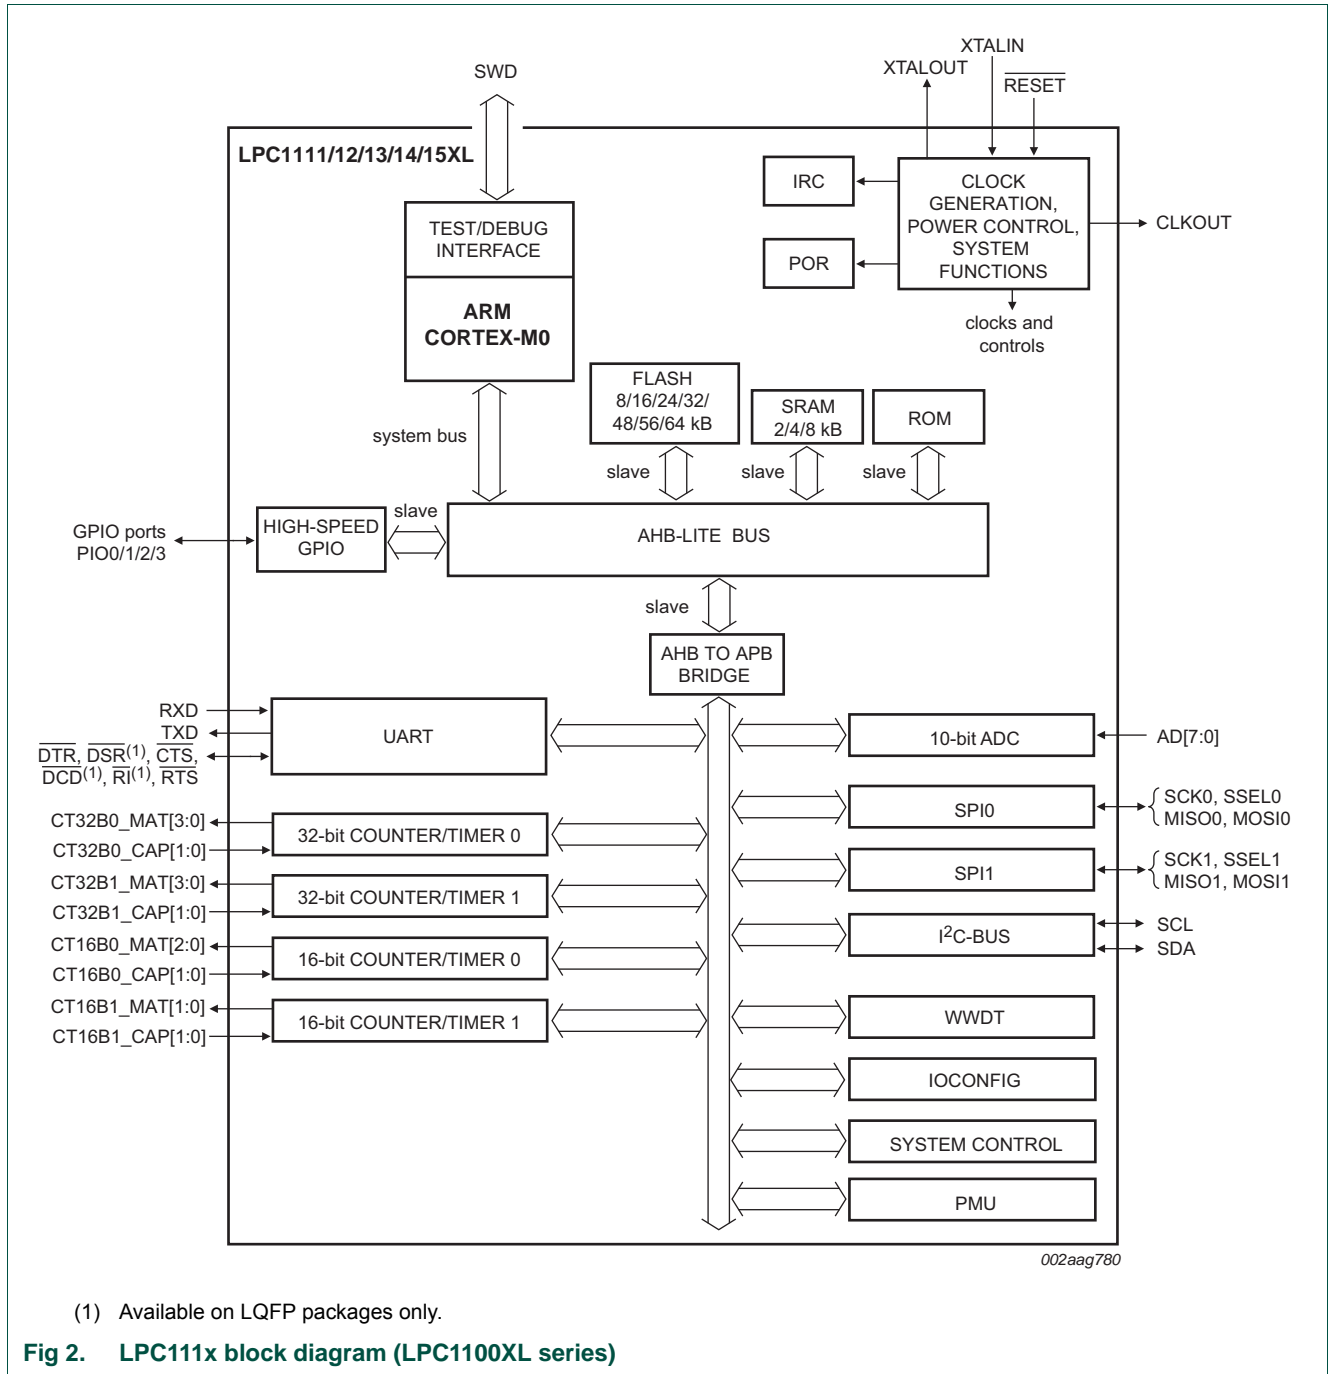 XTALIN
XTALOUT
SWD
RESET
LPC1111/12/13/14/15XL
IRC
CLOCK
GENERATION,
POWER CONTROL,
SYSTEM
FUNCTIONS
CLKOUT
TEST/DEBUG
INTERFACE
POR
ARM
CORTEX-M0
clocks and
controls
FLASH
8/16/24/32/
48/56/64 kB
SRAM
2/4/8 kB
ROM
system bus
slave
slave
slave
slave
GPIO ports
PIO0/1/2/3
HIGH-SPEED
GPIO
AHB-LITE BUS
slave
AHB TO APB
BRIDGE
RXD
TXD
DTR, DSR(1), CTS,
DCD(1), RI(1), RTS
UART
10-bit ADC
AD[7:0]
CT32B0_MAT[3:0]
CT32B0_CAP[1:0]
32-bit COUNTER/TIMER 0
SPI0
SCK0, SSEL0
MISO0, MOSI0
CT32B1_MAT[3:0]
CT32B1_CAP[1:0]
32-bit COUNTER/TIMER 1
SPI1
SCK1, SSEL1
MISO1, MOSI1
CT16B0_MAT[2:0]
CT16B0_CAP[1:0]
16-bit COUNTER/TIMER 0
I2C-BUS
SCL
SDA
CT16B1_MAT[1:0]
CT16B1_CAP[1:0]
16-bit COUNTER/TIMER 1
WWDT
IOCONFIG
SYSTEM CONTROL
PMU
002aag780
(1) Available on LQFP packages only.
Fig 2. LPC111x block diagram (LPC1100XL series)